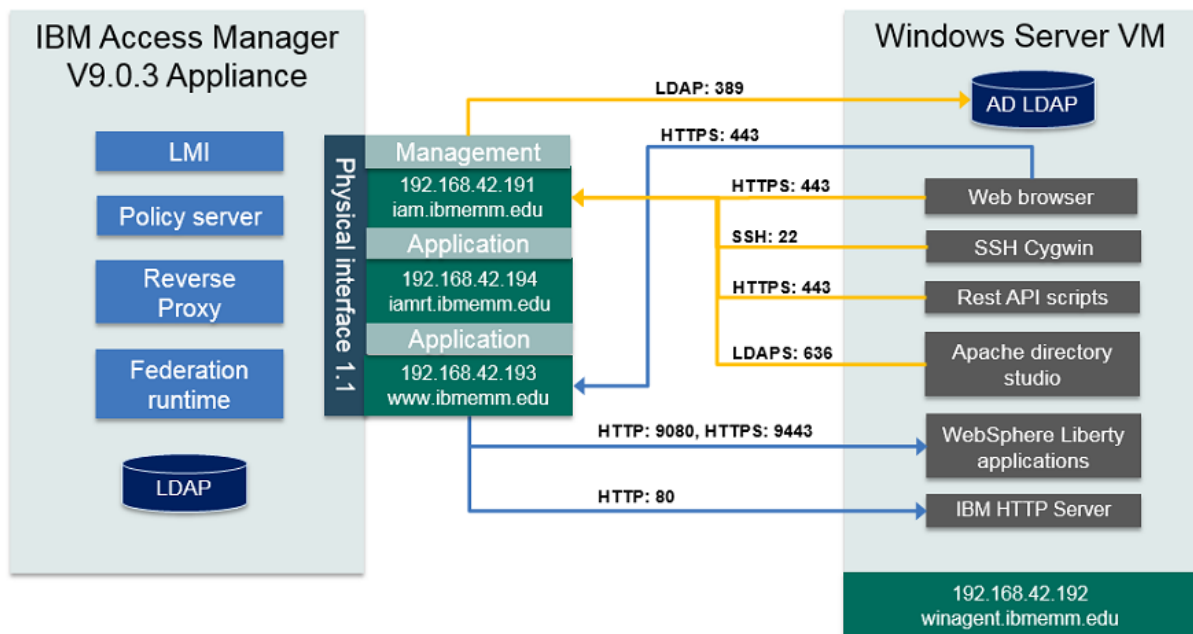 IBM Access Manager
V9.0.3 Appliance
LMI
Policy server
Reverse
Proxy
Federation
runtime
LDAP
Physical interface 1.1
Management
192.168.42.191
iam.ibmemm.edu
Application
192.168.42.194
iamrt.ibmemm.edu
Application
192.168.42.193
www.ibmemm.edu
LDAP: 389
HTTPS: 443
HTTPS: 443
SSH: 22
HTTPS: 443
LDAPS: 636
HTTP: 9080, HTTPS: 9443
HTTP: 80
Windows Server VM
AD LDAP
Web browser
SSH Cygwin
Rest API scripts
Apache directory
studio
WebSphere Liberty
applications
IBM HTTP Server
192.168.42.192
winagent.ibmemm.edu